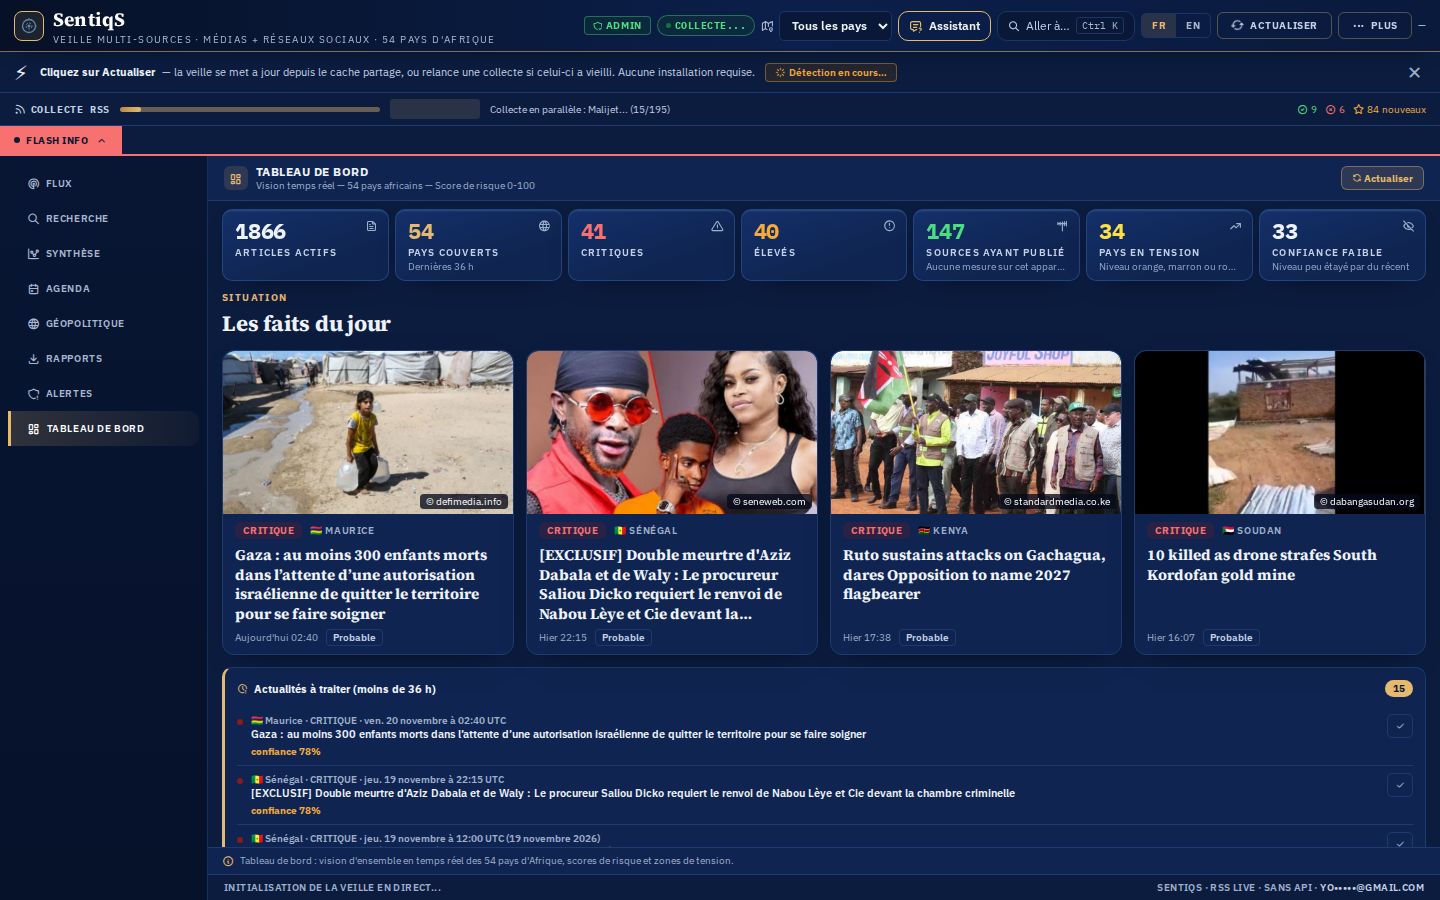 SentiqS
VEILLE MULTI-SOURCES · MÉDIAS + RÉSEAUX SOCIAUX · 54 PAYS D'AFRIQUE
ADMIN
COLLECTE...
Tous les pays
Assistant
Aller à... Ctrl K
FR EN
ACTUALISER
PLUS
Cliquez sur Actualiser — la veille se met a jour depuis le cache partage, ou relance une collecte si celui-ci a vieilli. Aucune installation requise.
Détection en cours...
COLLECTE RSS
Collecte en parallèle : Malijet... (15/195)
9 6 84 nouveaux
FLASH INFO
FLUX
RECHERCHE
SYNTHÈSE
AGENDA
GÉOPOLITIQUE
RAPPORTS
ALERTES
TABLEAU DE BORD
TABLEAU DE BORD
Vision temps réel — 54 pays africains — Score de risque 0-100
Actualiser
1866
ARTICLES ACTIFS
54
PAYS COUVERTS
Dernières 36 h
41
CRITIQUES
40
ÉLEVÉS
147
SOURCES AYANT PUBLIÉ
Aucune mesure sur cet appar...
34
PAYS EN TENSION
Niveau orange, marron ou ro...
33
CONFIANCE FAIBLE
Niveau peu étayé par du récent
SITUATION
Les faits du jour
© defimedia.info
CRITIQUE MAURICE
Gaza : au moins 300 enfants morts
dans l’attente d’une autorisation
israélienne de quitter le territoire
pour se faire soigner
Aujourd'hui 02:40 Probable
© seneweb.com
CRITIQUE SÉNÉGAL
[EXCLUSIF] Double meurtre d'Aziz
Dabala et de Waly : Le procureur
Saliou Dicko requiert le renvoi de
Nabou Lèye et Cie devant la...
Hier 22:15 Probable
JOYFUL SHOP
© standardmedia.co.ke
CRITIQUE KENYA
Ruto sustains attacks on Gachagua,
dares Opposition to name 2027
flagbearer
Hier 17:38 Probable
© dabangasudan.org
CRITIQUE SOUDAN
10 killed as drone strafes South
Kordofan gold mine
Hier 16:07 Probable
Actualités à traiter (moins de 36 h)
15
Maurice · CRITIQUE · ven. 20 novembre à 02:40 UTC
Gaza : au moins 300 enfants morts dans l’attente d’une autorisation israélienne de quitter le territoire pour se faire soigner
confiance 78%
Sénégal · CRITIQUE · jeu. 19 novembre à 22:15 UTC
[EXCLUSIF] Double meurtre d'Aziz Dabala et de Waly : Le procureur Saliou Dicko requiert le renvoi de Nabou Lèye et Cie devant la chambre criminelle
confiance 78%
Sénégal · CRITIQUE · jeu. 19 novembre à 12:00 UTC (19 novembre 2026)
Tableau de bord : vision d'ensemble en temps réel des 54 pays d'Afrique, scores de risque et zones de tension.
INITIALISATION DE LA VEILLE EN DIRECT...
SENTIQS · RSS LIVE · SANS API · YO•••••@GMAIL.COM